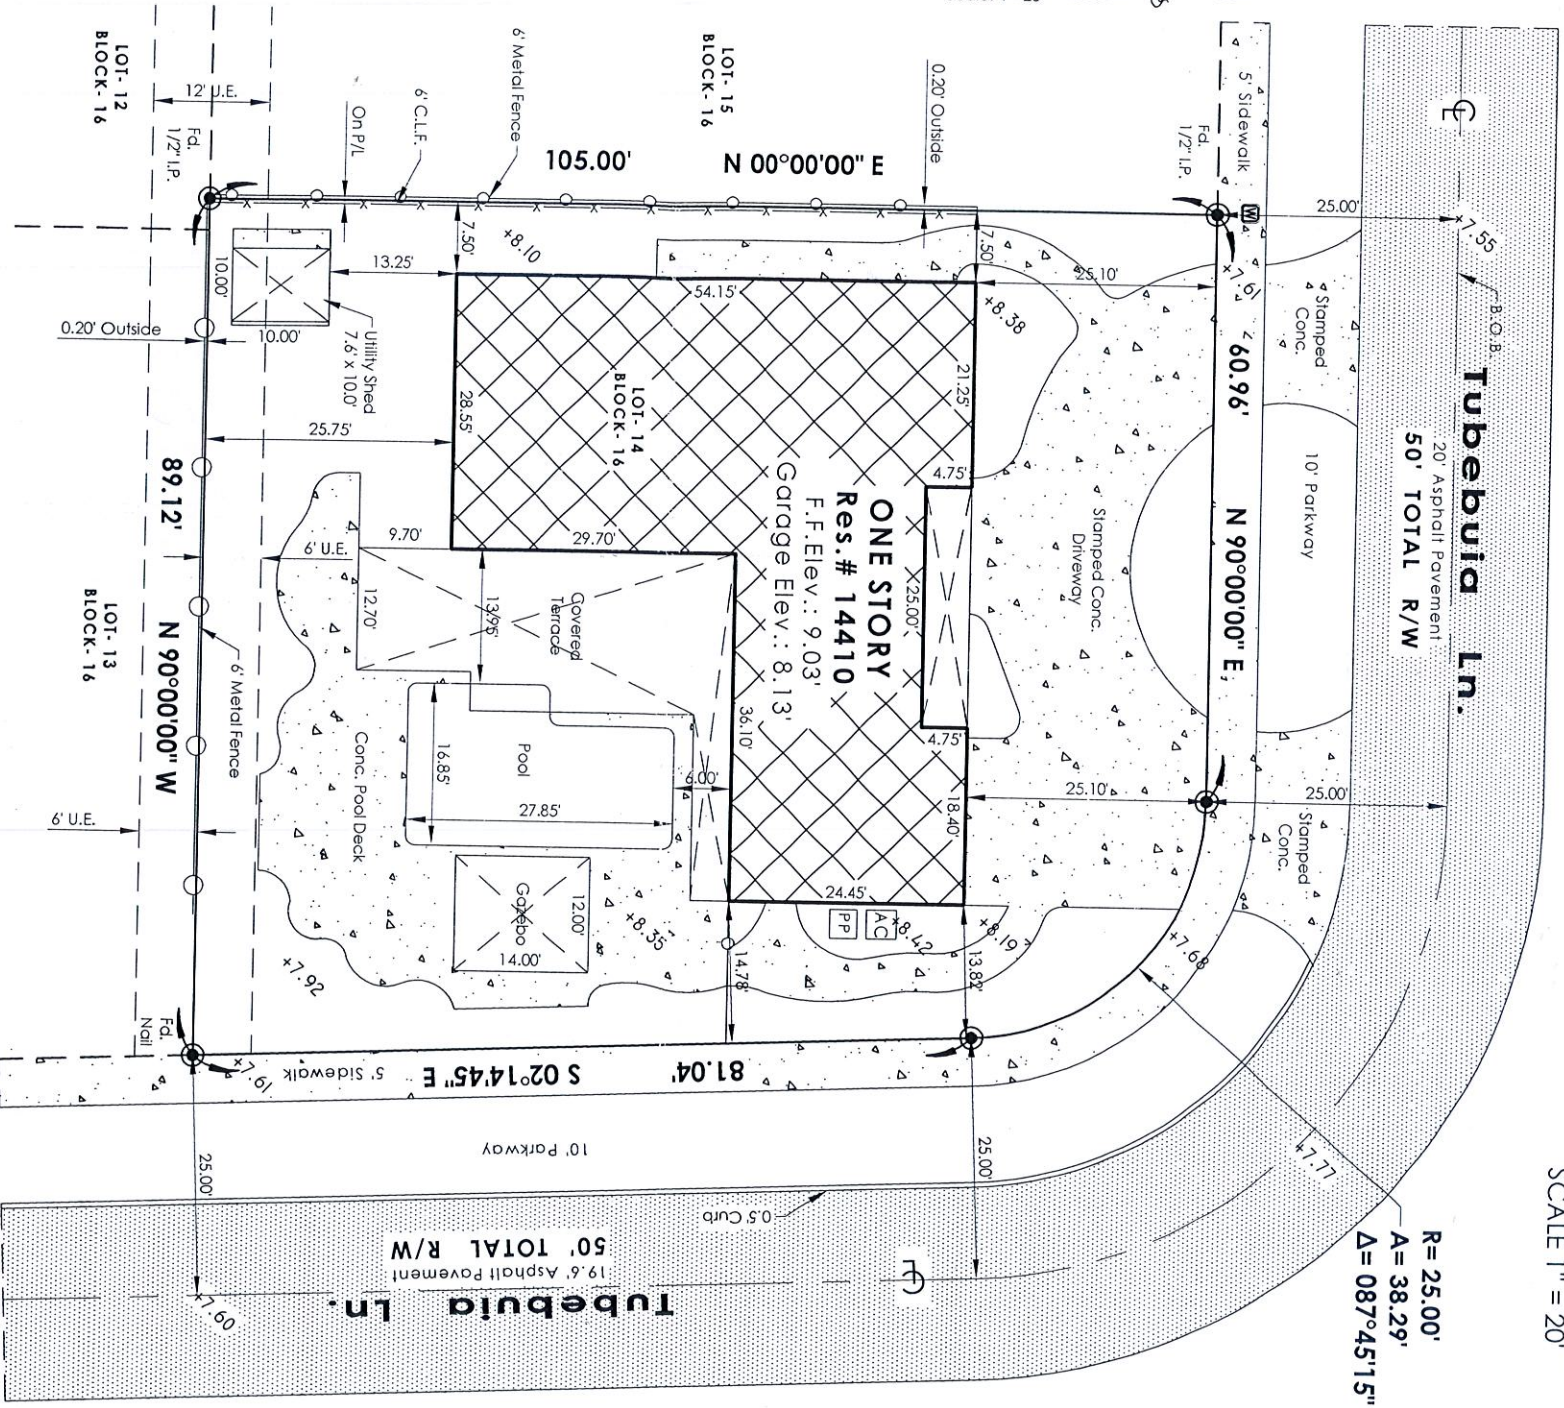 SCALE 1" = 20'
R= 25.00'
A= 38.29'
Δ= 087°45'15"
Tubebuia Ln.
20' Asphalt Pavement
50' TOTAL R/W
B.O.B.
℄
×7.55
25.00'
25.00'
5' Sidewalk
Fd.
1/2" I.P.
W
×7.61
60.96'
N 90°00'00" E,
10' Parkway
Stamped
Conc.
Stamped
Conc.
Stamped Conc.
Driveway
25.10'
25.10'
0.20' Outside
LOT- 15
BLOCK- 16
N 00°00'00" E
105.00'
6' Metal Fence
6' C.L.F.
On P/L
12' U.E.
LOT- 12
BLOCK- 16
Fd.
1/2" I.P.
7.50'
7.50'
+8.10
×8.38
54.15'
21.25'
4.75'
25.00'
4.75'
18.40'
24.45'
36.10'
29.70'
28.55'
LOT- 14
BLOCK- 16
ONE STORY
Res.# 14410
F.F.Elev.: 9.03'
Garage Elev.: 8.13'
13.25'
10.00'
10.00'
Utility Shed
7.6' X 10.0'
0.20' Outside
25.75'
89.12'
N 90°00'00" W
6' U.E.
6' U.E.
6' Metal Fence
LOT- 13
BLOCK- 16
9.70'
12.70'
13.95'
Covered
Terrace
Pool
16.85'
27.85'
6.00'
Conc. Pool Deck
Gazebo
12.00'
14.00'
×8.35
×7.92
AC
PP
×8.42
×8.19
×7.68
13.82'
14.78'
Fd.
Nail
×7.61
5' Sidewalk
S 02°14'45" E
81.04'
10' Parkway
0.5' Curb
25.00'
25.00'
+7.77
×7.60
50' TOTAL R/W
19.6' Asphalt Pavement
Tubebuia Ln.
℄